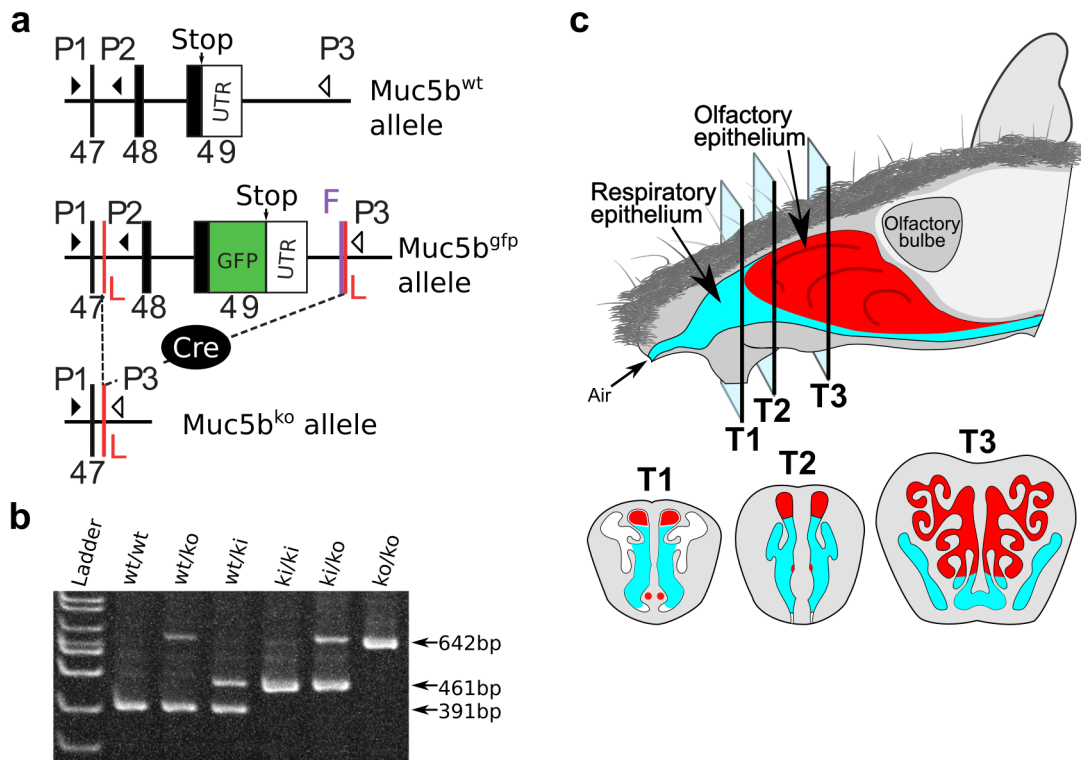 a
Stop
P1 P2 P3
UTR
Muc5b^wt
allele
47 48 49
Stop
P1 P2 F P3
GFP UTR
Muc5b^gfp
allele
47 L 48 49 L
Cre
P1 P3
Muc5b^ko allele
47 L
b
Ladder
wt/wt
wt/ko
wt/ki
ki/ki
ki/ko
ko/ko
642bp
461bp
391bp
c
Olfactory
epithelium
Respiratory
epithelium
Olfactory
bulbe
Air
T1
T2
T3
T1
T2
T3